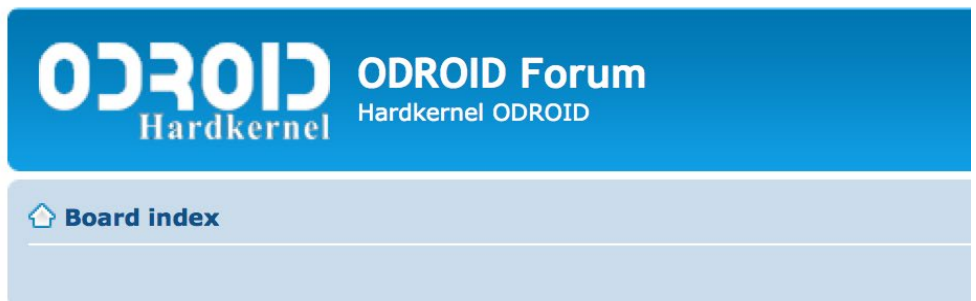 ODROID
Hardkernel
ODROID Forum
Hardkernel ODROID
Board index